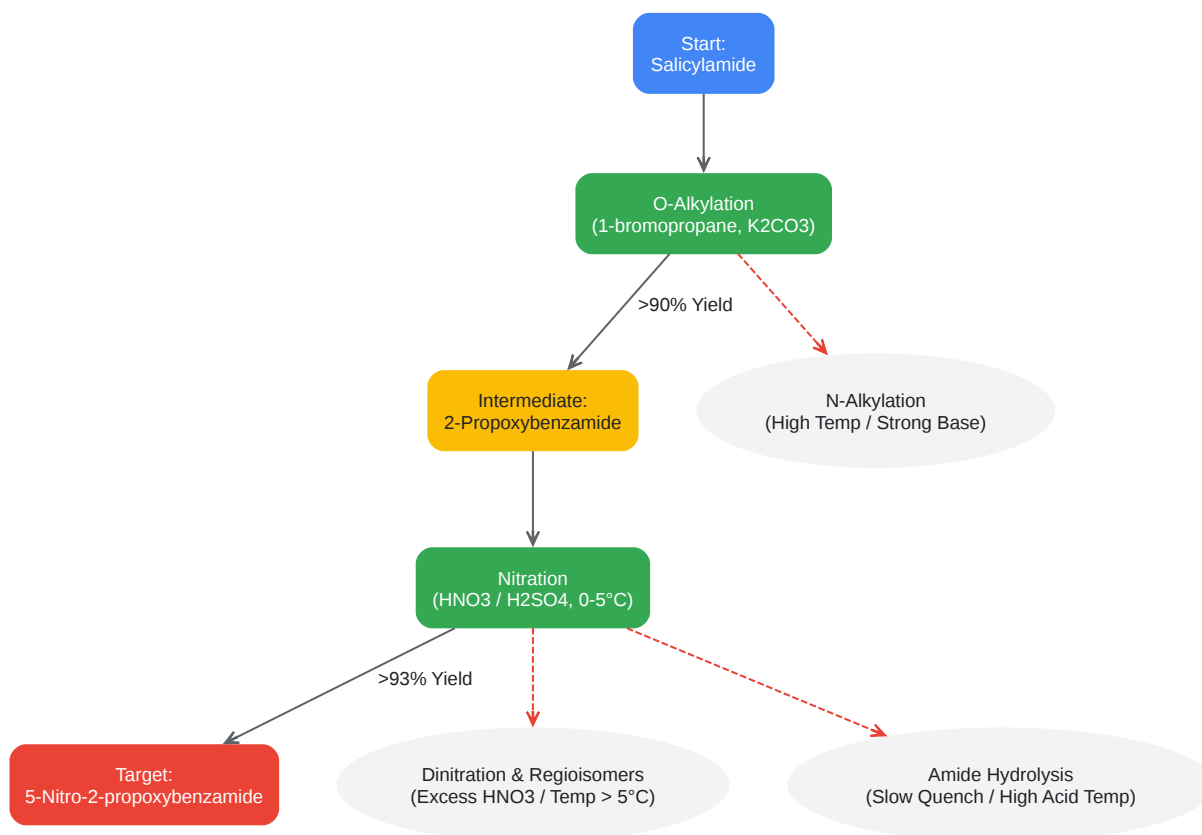 Start:
Salicylamide
O-Alkylation
(1-bromopropane, K2CO3)
>90% Yield
Intermediate:
2-Propoxybenzamide
N-Alkylation
(High Temp / Strong Base)
Nitration
(HNO3 / H2SO4, 0-5°C)
>93% Yield
Target:
5-Nitro-2-propoxybenzamide
Dinitration & Regioisomers
(Excess HNO3 / Temp > 5°C)
Amide Hydrolysis
(Slow Quench / High Acid Temp)